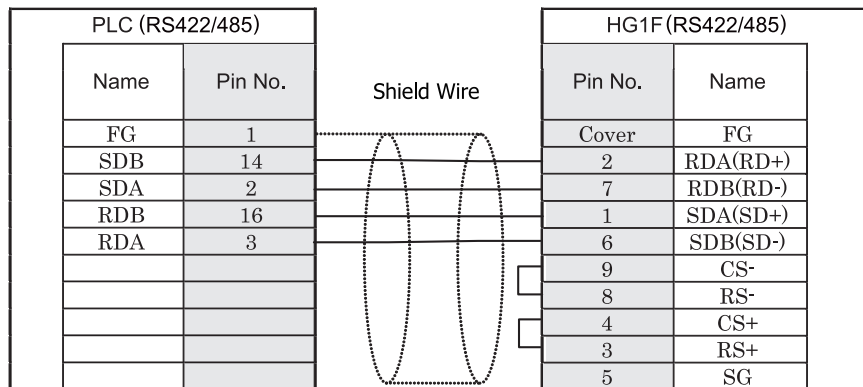 PLC (RS422/485) HG1F(RS422/485)
Name Pin No. Shield Wire Pin No. Name
FG 1 Cover FG
SDB 14 2 RDA(RD+)
SDA 2 7 RDB(RD-)
RDB 16 1 SDA(SD+)
RDA 3 6 SDB(SD-)
9 CS-
8 RS-
4 CS+
3 RS+
5 SG